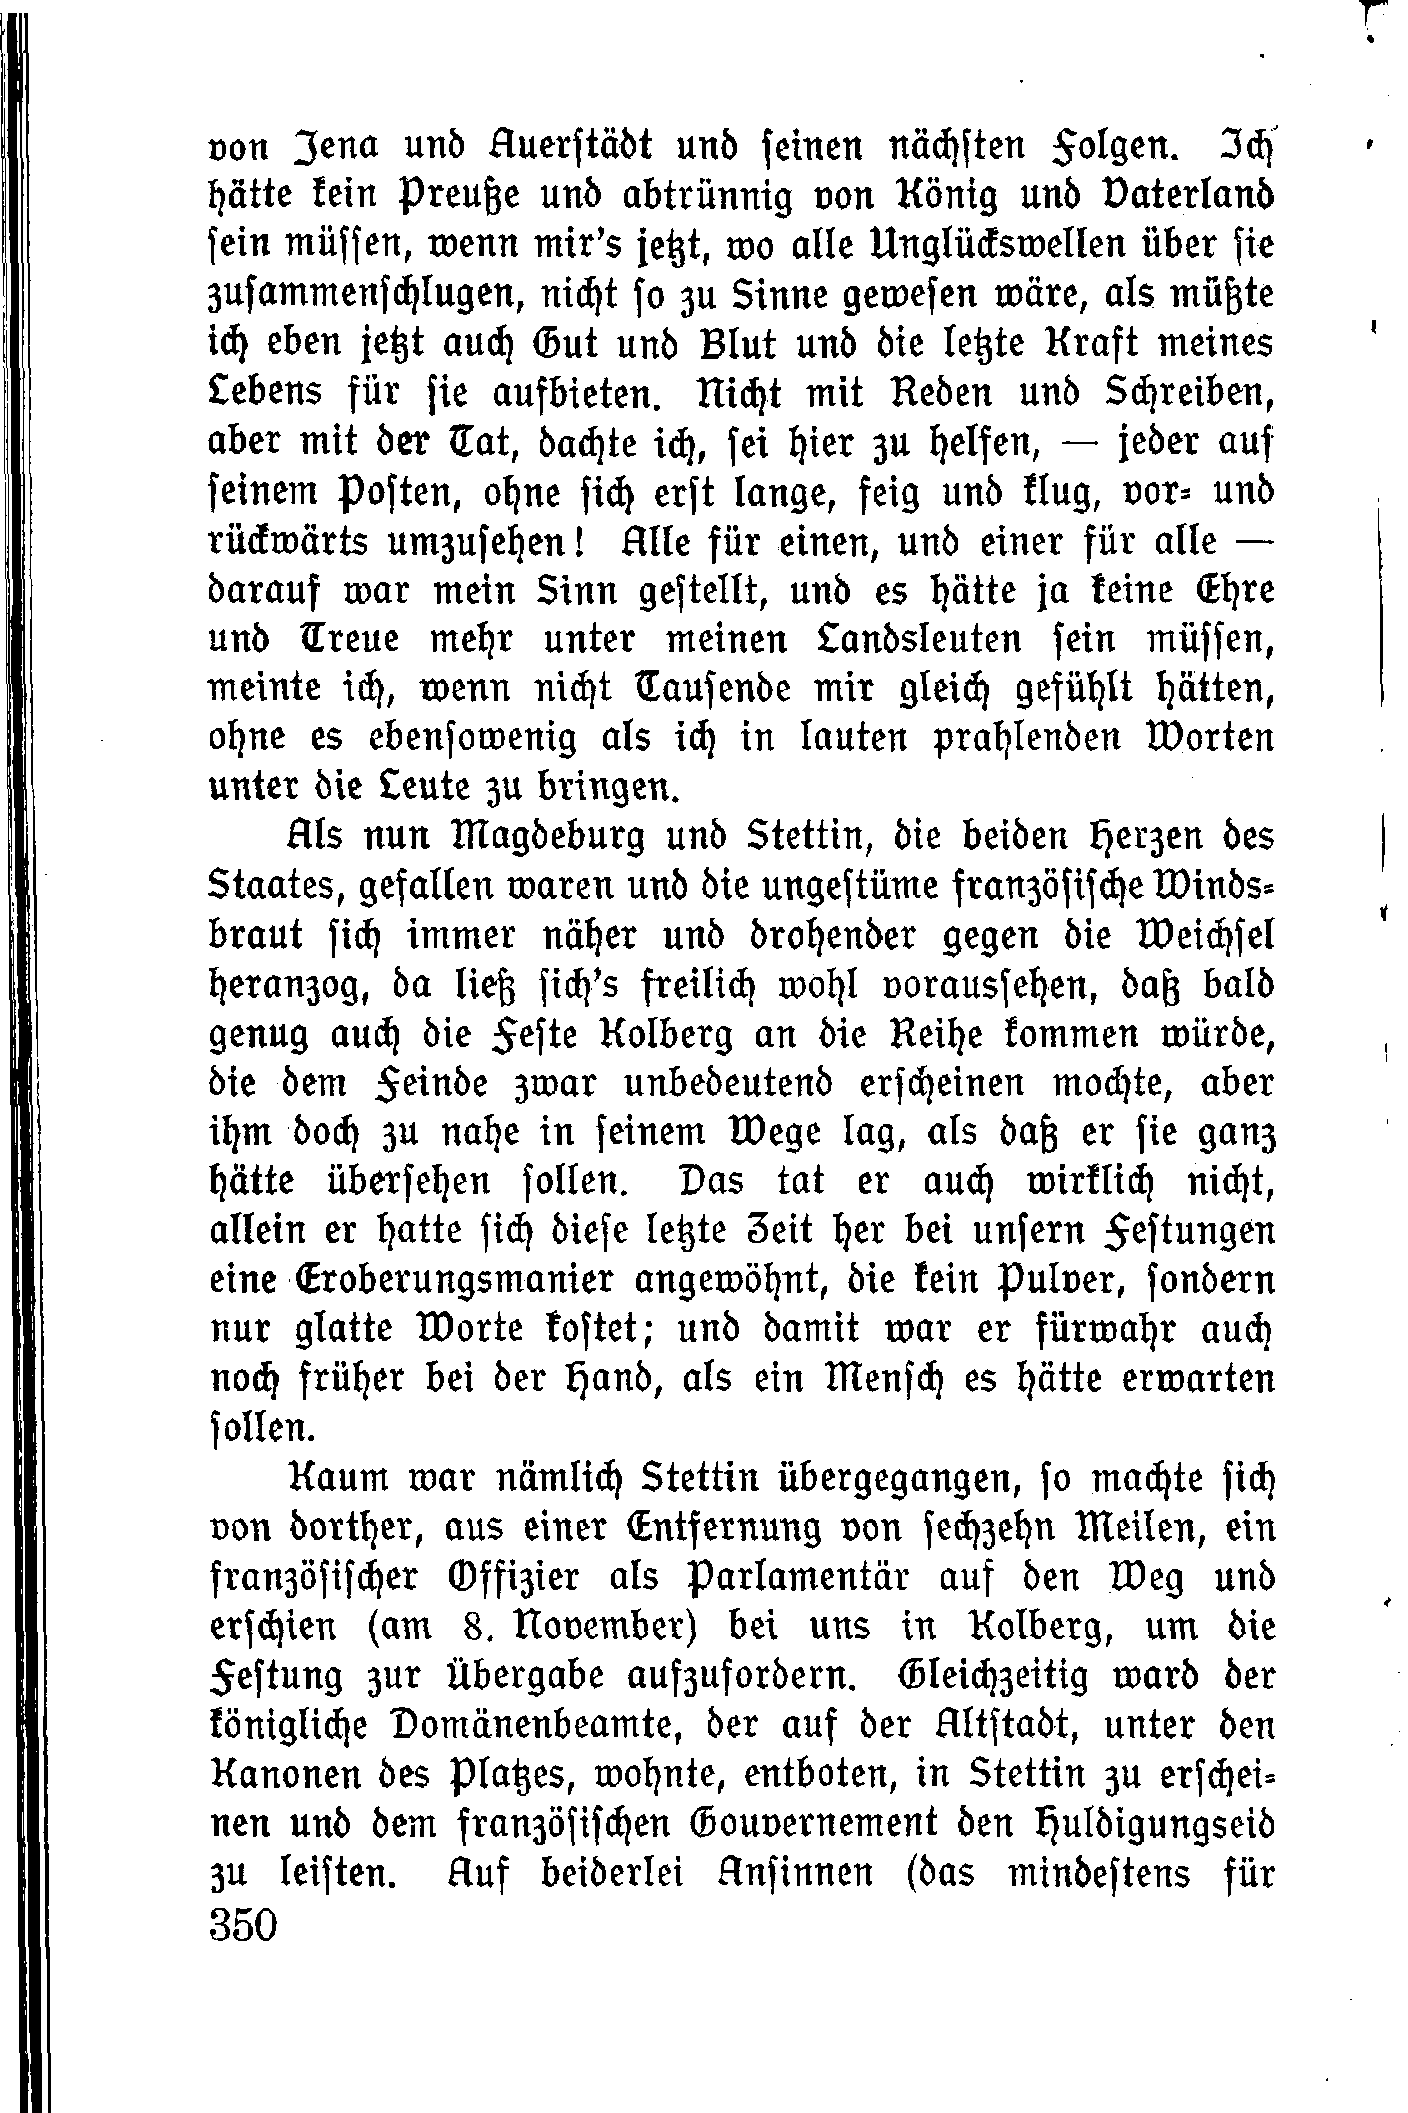 von Jena und Auerstädt und seinen nächsten Folgen. Ich
hätte kein Preuße und abtrünnig von König und Vaterland
sein müssen, wenn mir's jetzt, wo alle Unglückswellen über sie
zusammenschlugen, nicht so zu Sinne gewesen wäre, als müßte
ich eben jetzt auch Gut und Blut und die letzte Kraft meines
Lebens für sie aufbieten. Nicht mit Reden und Schreiben,
aber mit der Tat, dachte ich, sei hier zu helfen, — jeder auf
seinem Posten, ohne sich erst lange, feig und klug, vor- und
rückwärts umzusehen! Alle für einen, und einer für alle —
darauf war mein Sinn gestellt, und es hätte ja keine Ehre
und Treue mehr unter meinen Landsleuten sein müssen,
meinte ich, wenn nicht Tausende mir gleich gefühlt hätten,
ohne es ebensowenig als ich in lauten prahlenden Worten
unter die Leute zu bringen.
Als nun Magdeburg und Stettin, die beiden Herzen des
Staates, gefallen waren und die ungestüme französische Winds-
braut sich immer näher und drohender gegen die Weichsel
heranzog, da ließ sich's freilich wohl voraussehen, daß bald
genug auch die Feste Kolberg an die Reihe kommen würde,
die dem Feinde zwar unbedeutend erscheinen mochte, aber
ihm doch zu nahe in seinem Wege lag, als daß er sie ganz
hätte übersehen sollen. Das tat er auch wirklich nicht,
allein er hatte sich diese letzte Zeit her bei unsern Festungen
eine Eroberungsmanier angewöhnt, die kein Pulver, sondern
nur glatte Worte kostet; und damit war er fürwahr auch
noch früher bei der Hand, als ein Mensch es hätte erwarten
sollen.
Kaum war nämlich Stettin übergegangen, so machte sich
von dorther, aus einer Entfernung von sechzehn Meilen, ein
französischer Offizier als Parlamentär auf den Weg und
erschien (am 8. November) bei uns in Kolberg, um die
Festung zur Übergabe aufzufordern. Gleichzeitig ward der
königliche Domänenbeamte, der auf der Altstadt, unter den
Kanonen des Platzes, wohnte, entboten, in Stettin zu erschei-
nen und dem französischen Gouvernement den Huldigungseid
zu leisten. Auf beiderlei Ansinnen (das mindestens für
350